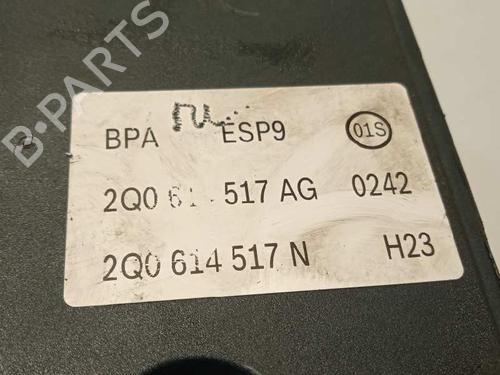 B-PARTS
BPA ESP9 01S
2Q0 517 AG 0242
2Q0 614 517 N H23